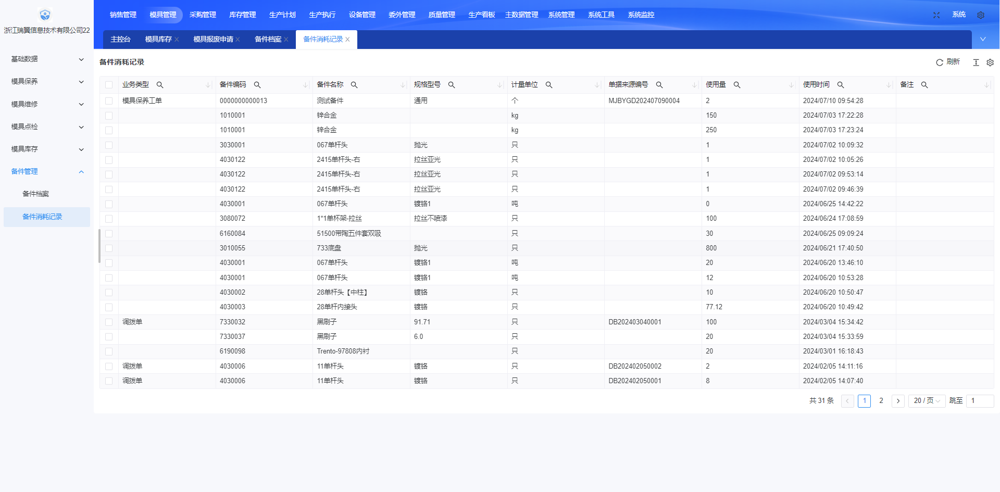 浙江瑞翼信息技术有限公司22
销售管理 模具管理 采购管理 库存管理 生产计划 生产执行 设备管理 委外管理 质量管理 生产看板 主数据管理 系统管理 系统工具 系统监控 系统
主控台 模具库存 模具报废申请 备件档案 备件消耗记录
基础数据
模具保养
模具维修
模具点检
模具库存
备件管理
备件档案
备件消耗记录
备件消耗记录 刷新
业务类型 备件编码 备件名称 规格型号 计量单位 单据来源编号 使用量 使用时间 备注
模具保养工单 0000000000013 测试备件 通用 个 MJBYGD202407090004 2 2024/07/10 09:54:28
1010001 锌合金 kg 150 2024/07/03 17:22:28
1010001 锌合金 kg 250 2024/07/03 17:23:24
3030001 067单杆头 抛光 只 1 2024/07/02 10:09:32
4030122 2415单杆头-右 拉丝亚光 只 1 2024/07/02 10:05:26
4030122 2415单杆头-右 拉丝亚光 只 1 2024/07/02 09:53:14
4030122 2415单杆头-右 拉丝亚光 只 1 2024/07/02 09:46:39
4030001 067单杆头 镀铬1 吨 0 2024/06/25 14:42:22
3080072 1*1单杯架-拉丝 拉丝不喷漆 只 100 2024/06/24 17:08:59
6160084 51500带陶五件套双吸 只 30 2024/06/25 09:09:24
3010055 733底盘 抛光 只 800 2024/06/21 17:40:50
4030001 067单杆头 镀铬1 吨 20 2024/06/20 13:46:10
4030001 067单杆头 镀铬1 吨 12 2024/06/20 10:53:28
4030002 28单杆头【中柱】 镀铬 只 10 2024/06/20 10:50:47
4030003 28单杆内接头 镀铬 只 77.12 2024/06/20 10:49:42
调拨单 7330032 黑刷子 91.71 只 DB202403040001 100 2024/03/04 15:34:42
7330037 黑刷子 6.0 只 20 2024/03/04 15:33:59
6190098 Trento-97808内衬 只 20 2024/03/01 16:18:43
调拨单 4030006 11单杆头 镀铬 只 DB202402050002 2 2024/02/05 14:11:16
调拨单 4030006 11单杆头 镀铬 只 DB202402050001 8 2024/02/05 14:07:40
共 31 条 1 2 20 / 页 跳至 1